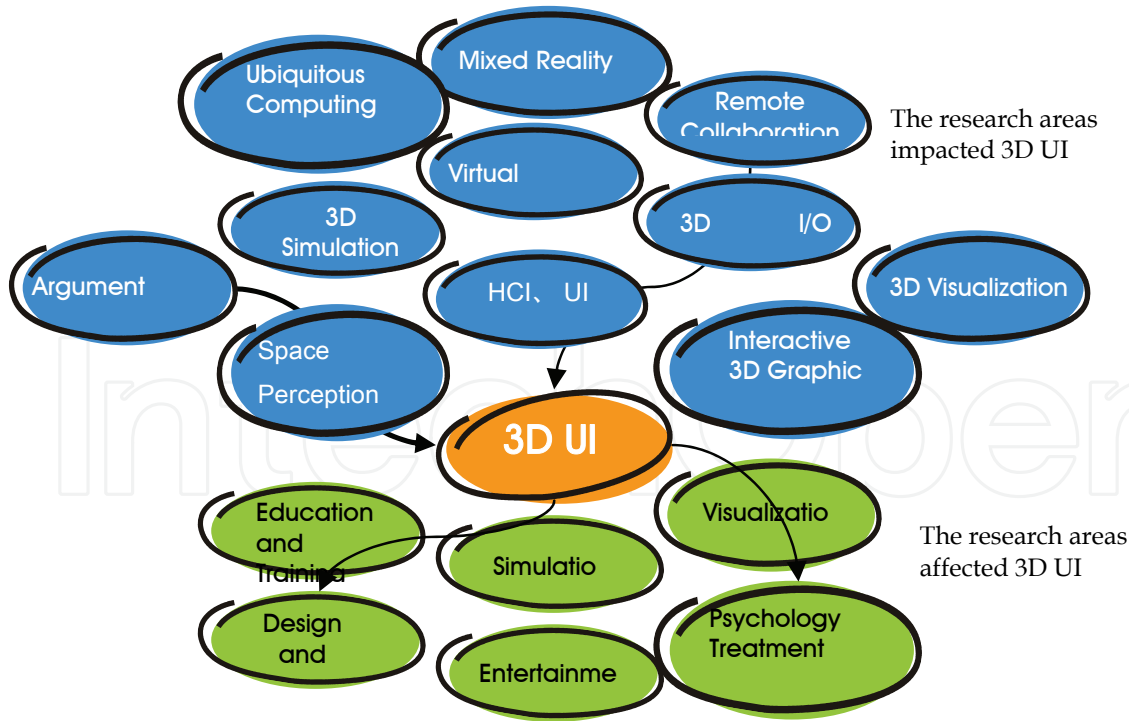 Mixed Reality
Ubiquitous
Computing
Remote
Collaboration
The research areas
impacted 3D UI
Virtual
3D
Simulation
3D I/O
Argument
HCI、 UI
3D Visualization
Space
Perception
Interactive
3D Graphic
3D UI
Education
and
Training
Visualizatio
Simulatio
The research areas
affected 3D UI
Design
and
Psychology
Treatment
Entertainme